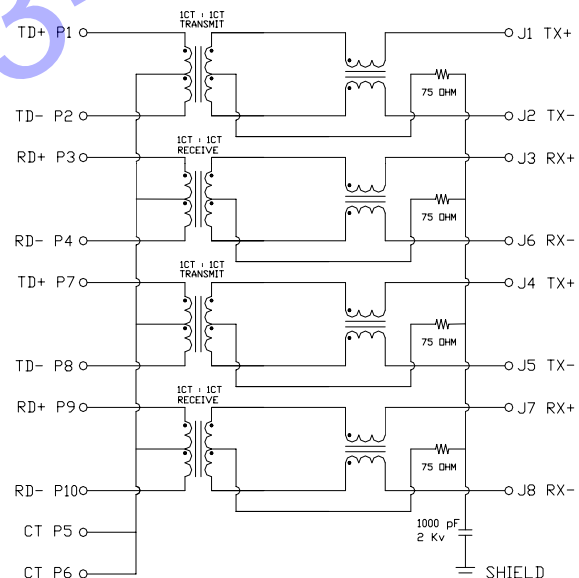 1CT : 1CT
TRANSMIT
TD+ P1
J1 TX+
75 OHM
TD- P2
J2 TX-
1CT : 1CT
RECEIVE
RD+ P3
J3 RX+
75 OHM
RD- P4
J6 RX-
1CT : 1CT
TRANSMIT
TD+ P7
J4 TX+
75 OHM
TD- P8
J5 TX-
1CT : 1CT
RECEIVE
RD+ P9
J7 RX+
75 OHM
RD- P10
J8 RX-
1000 pF
2 Kv
CT P5
CT P6
SHIELD